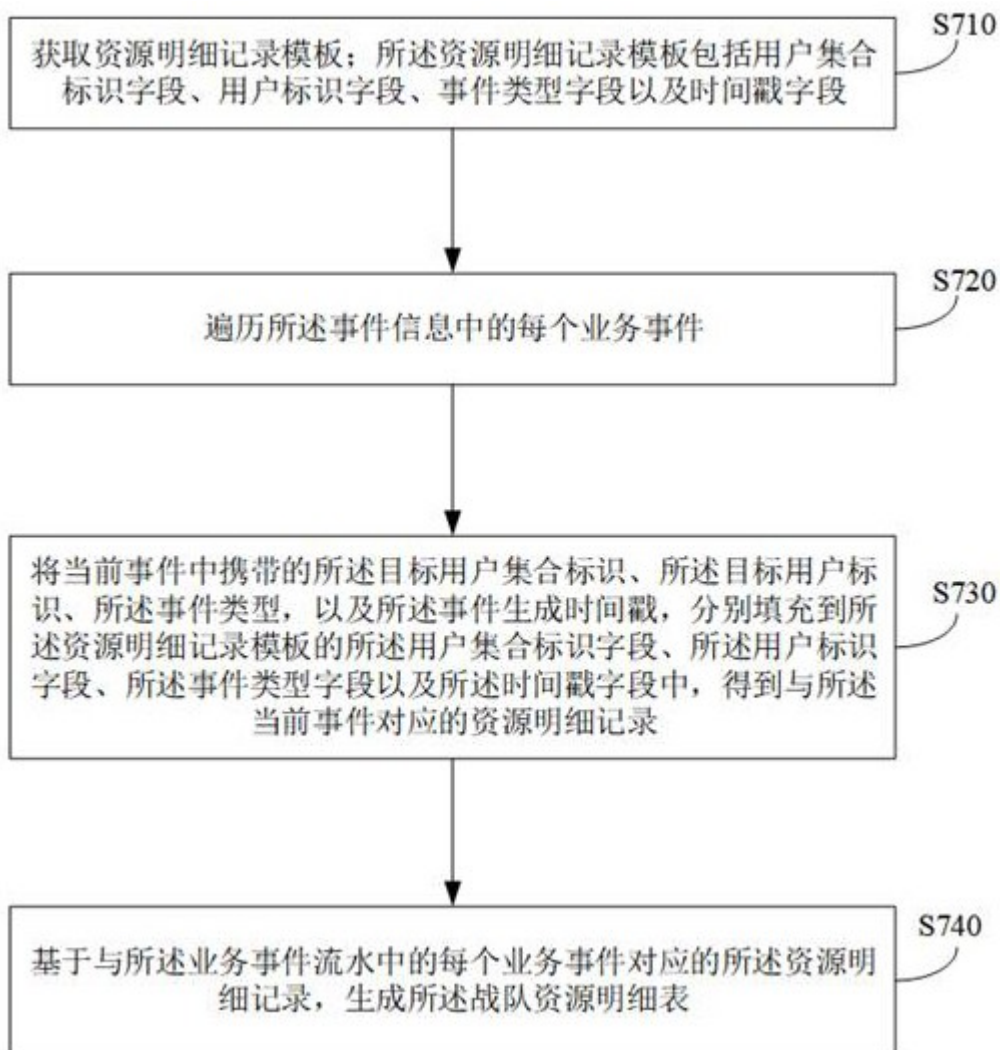 S710
获取资源明细记录模板；所述资源明细记录模板包括用户集合
标识字段、用户标识字段、事件类型字段以及时间戳字段
S720
遍历所述事件信息中的每个业务事件
S730
将当前事件中携带的所述目标用户集合标识、所述目标用户标
识、所述事件类型，以及所述事件生成时间戳，分别填充到所
述资源明细记录模板的所述用户集合标识字段、所述用户标识
字段、所述事件类型字段以及所述时间戳字段中，得到与所述
当前事件对应的资源明细记录
S740
基于与所述业务事件流水中的每个业务事件对应的所述资源明
细记录，生成所述战队资源明细表